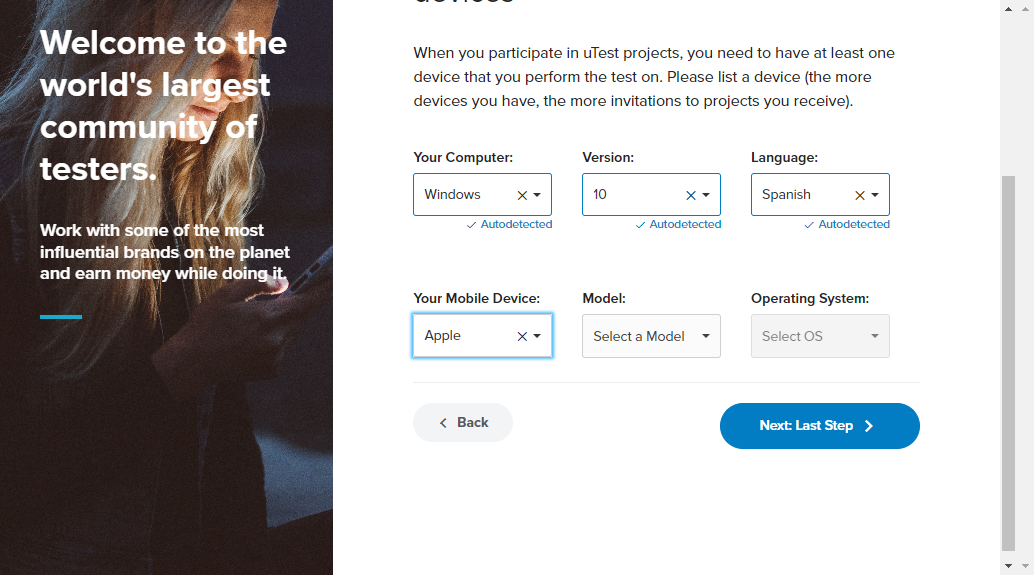 Welcome to the
world's largest
community of
testers.
Work with some of the most
influential brands on the planet
and earn money while doing it.
devices
When you participate in uTest projects, you need to have at least one
device that you perform the test on. Please list a device (the more
devices you have, the more invitations to projects you receive).
Your Computer: Version: Language:
Windows 10 Spanish
Autodetected Autodetected Autodetected
Your Mobile Device: Model: Operating System:
Apple Select a Model Select OS
Back Next: Last Step